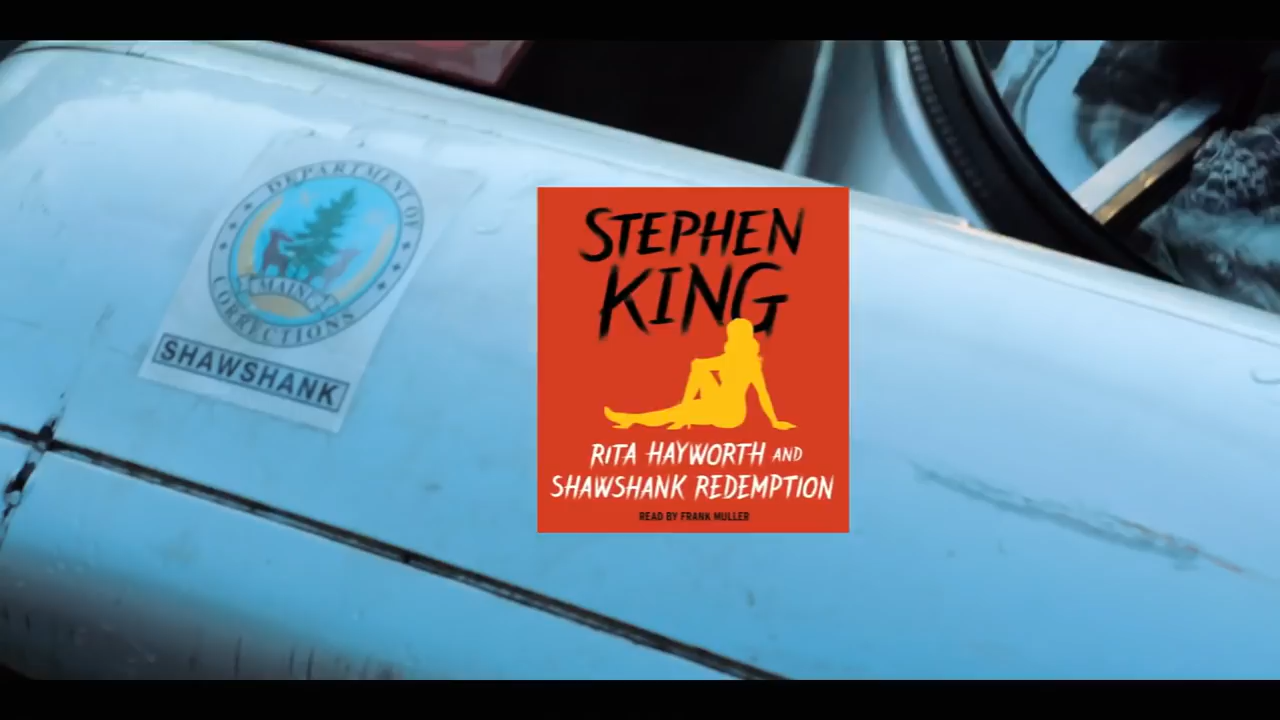 DEPARTMENT OF
MAINE
CORRECTIONS
SHAWSHANK
STEPHEN
KING
RITA HAYWORTH AND
SHAWSHANK REDEMPTION
READ BY FRANK MULLER